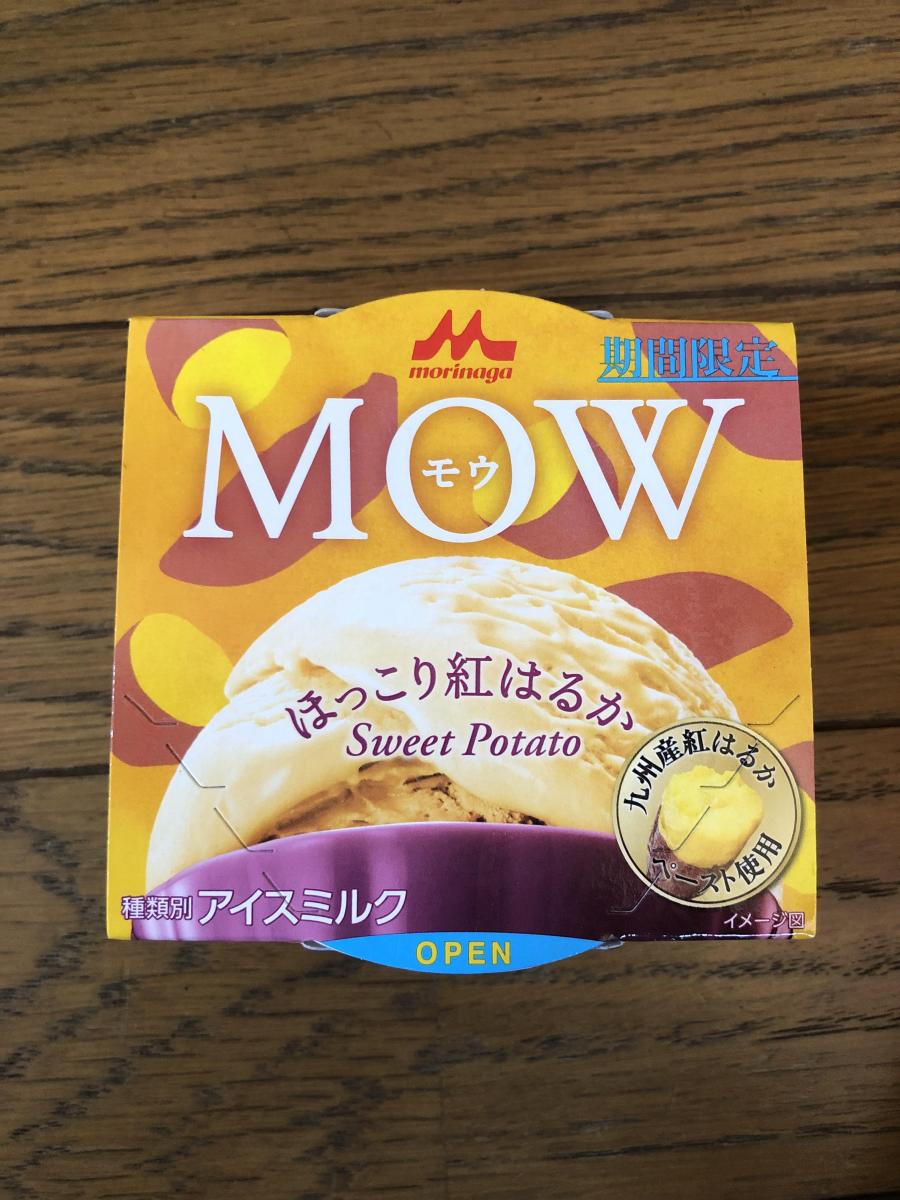 morinaga
期間限定
MOW
モウ
ほっこり紅はるか
Sweet Potato
九州産紅はるか
ペースト使用
種類別 アイスミルク
イメージ図
OPEN